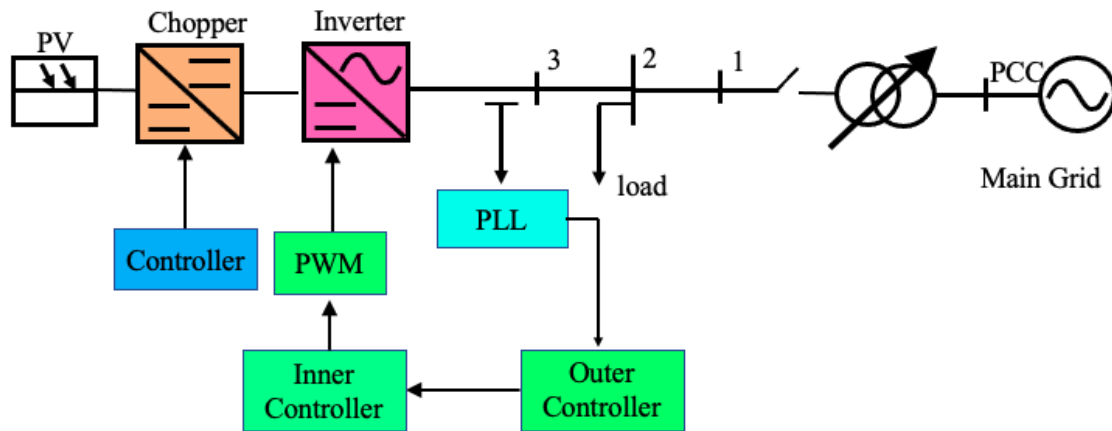 PV
Chopper
Inverter
3
2
1
PCC
Main Grid
load
PLL
Controller
PWM
Inner
Controller
Outer
Controller